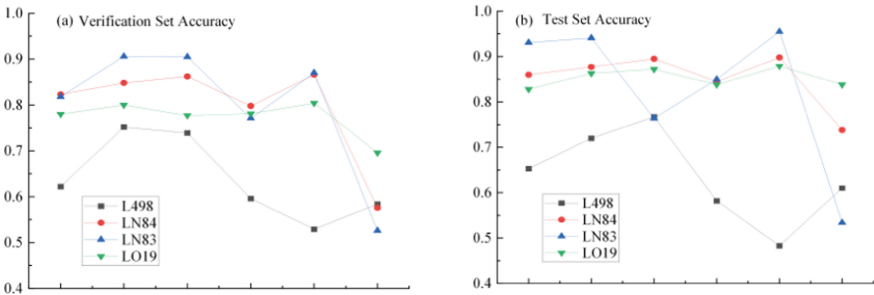 (a) Verification Set Accuracy
1.0
0.9
0.8
0.7
0.6
0.5
0.4
L498
LN84
LN83
LO19
(b) Test Set Accuracy
1.0
0.9
0.8
0.7
0.6
0.5
0.4
L498
LN84
LN83
LO19